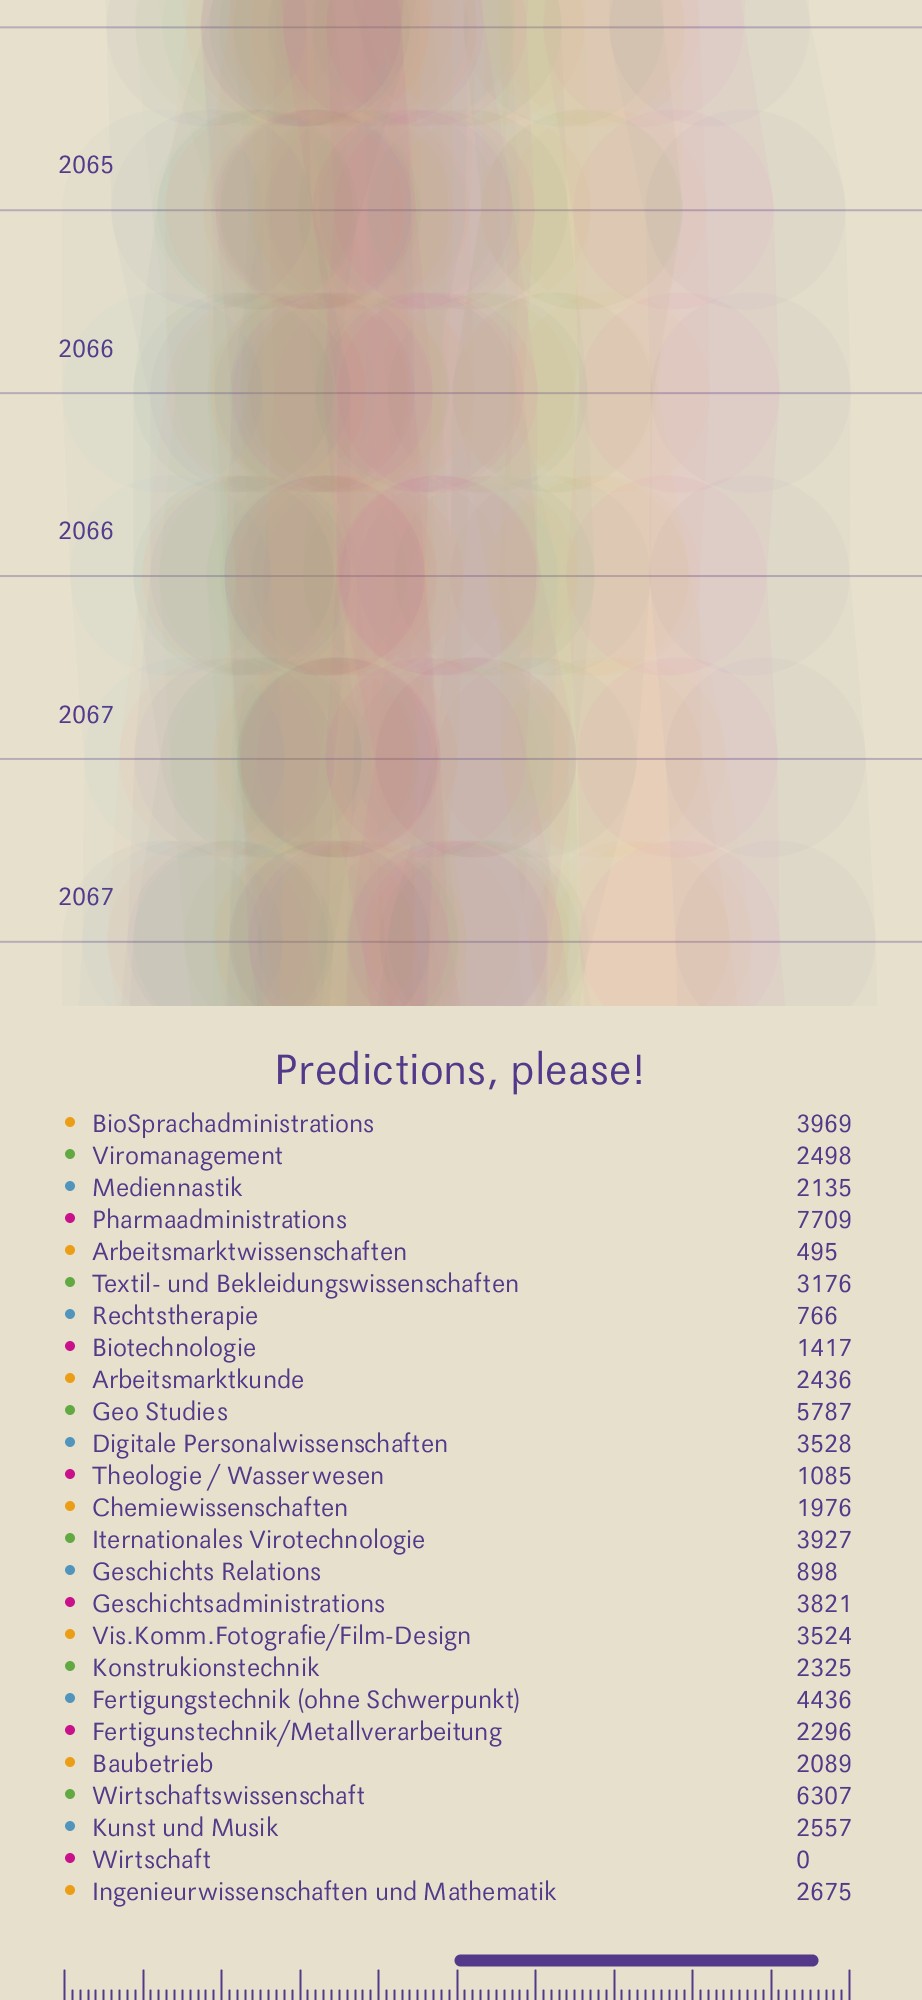 2065
2066
2066
2067
2067
Predictions, please!
BioSprachadministrations 3969
Viromanagement 2498
Mediennastik 2135
Pharmaadministrations 7709
Arbeitsmarktwissenschaften 495
Textil- und Bekleidungswissenschaften 3176
Rechtstherapie 766
Biotechnologie 1417
Arbeitsmarktkunde 2436
Geo Studies 5787
Digitale Personalwissenschaften 3528
Theologie / Wasserwesen 1085
Chemiewissenschaften 1976
Iternationales Virotechnologie 3927
Geschichts Relations 898
Geschichtsadministrations 3821
Vis.Komm.Fotografie/Film-Design 3524
Konstrukionstechnik 2325
Fertigungstechnik (ohne Schwerpunkt) 4436
Fertigunstechnik/Metallverarbeitung 2296
Baubetrieb 2089
Wirtschaftswissenschaft 6307
Kunst und Musik 2557
Wirtschaft 0
Ingenieurwissenschaften und Mathematik 2675